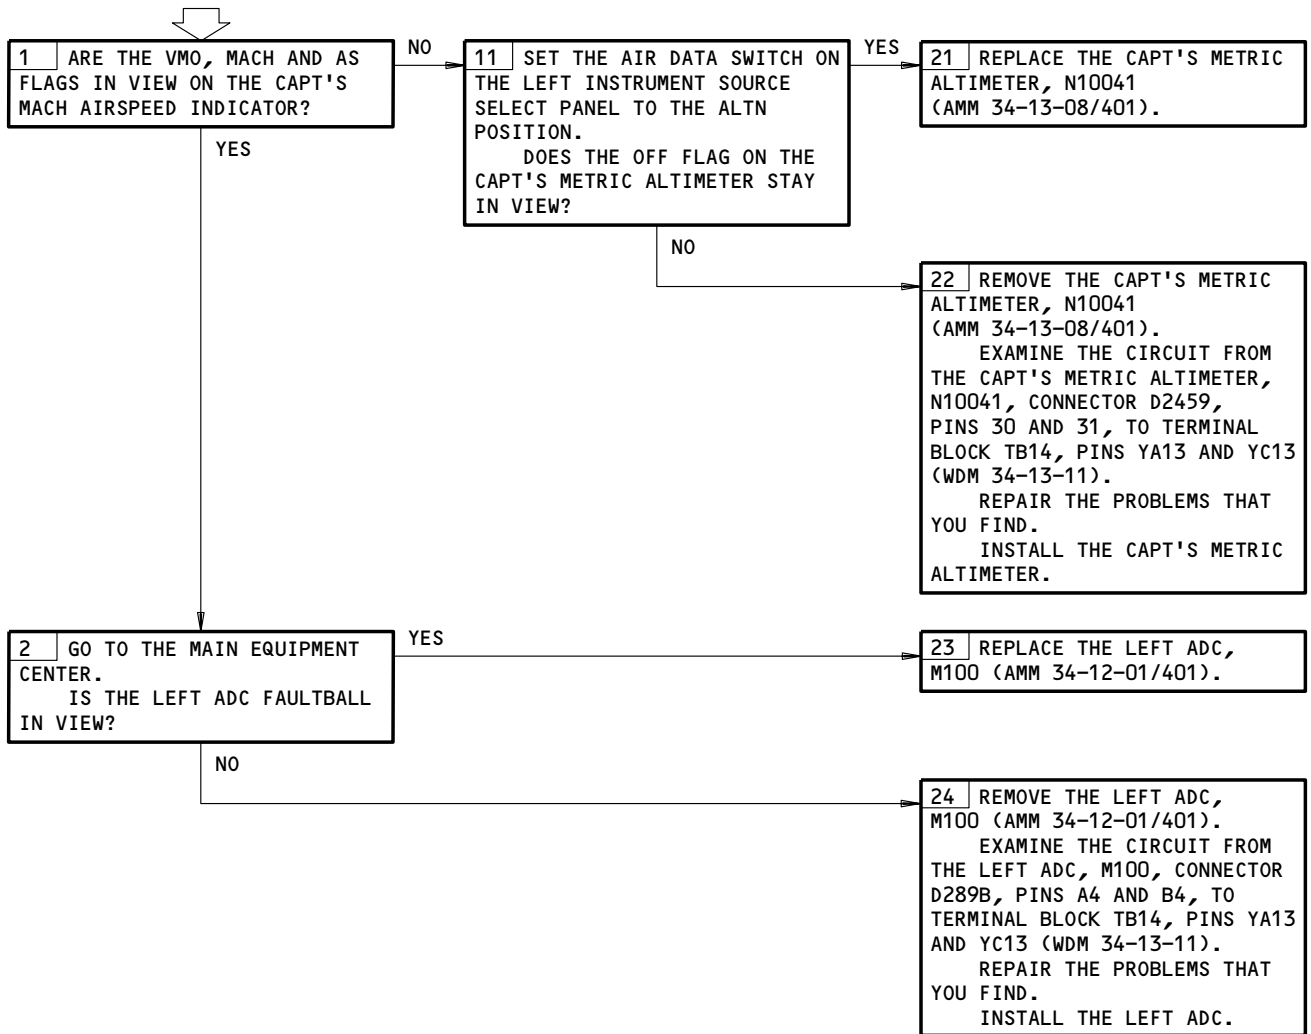 1 ARE THE VMO, MACH AND AS
FLAGS IN VIEW ON THE CAPT'S
MACH AIRSPEED INDICATOR?
NO
YES
11 SET THE AIR DATA SWITCH ON
THE LEFT INSTRUMENT SOURCE
SELECT PANEL TO THE ALTN
POSITION.
DOES THE OFF FLAG ON THE
CAPT'S METRIC ALTIMETER STAY
IN VIEW?
YES
NO
21 REPLACE THE CAPT'S METRIC
ALTIMETER, N10041
(AMM 34-13-08/401).
22 REMOVE THE CAPT'S METRIC
ALTIMETER, N10041
(AMM 34-13-08/401).
EXAMINE THE CIRCUIT FROM
THE CAPT'S METRIC ALTIMETER,
N10041, CONNECTOR D2459,
PINS 30 AND 31, TO TERMINAL
BLOCK TB14, PINS YA13 AND YC13
(WDM 34-13-11).
REPAIR THE PROBLEMS THAT
YOU FIND.
INSTALL THE CAPT'S METRIC
ALTIMETER.
2 GO TO THE MAIN EQUIPMENT
CENTER.
IS THE LEFT ADC FAULTBALL
IN VIEW?
YES
NO
23 REPLACE THE LEFT ADC,
M100 (AMM 34-12-01/401).
24 REMOVE THE LEFT ADC,
M100 (AMM 34-12-01/401).
EXAMINE THE CIRCUIT FROM
THE LEFT ADC, M100, CONNECTOR
D289B, PINS A4 AND B4, TO
TERMINAL BLOCK TB14, PINS YA13
AND YC13 (WDM 34-13-11).
REPAIR THE PROBLEMS THAT
YOU FIND.
INSTALL THE LEFT ADC.